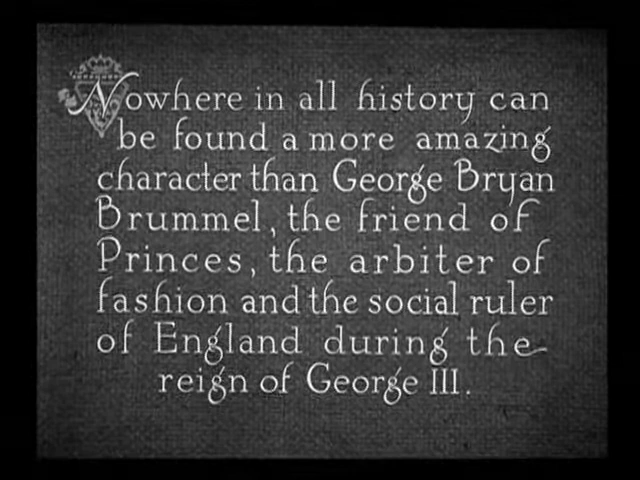 Nowhere in all history can
be found a more amazing
character than George Bryan
Brummel, the friend of
Princes, the arbiter of
fashion and the social ruler
of England during the
reign of George III.